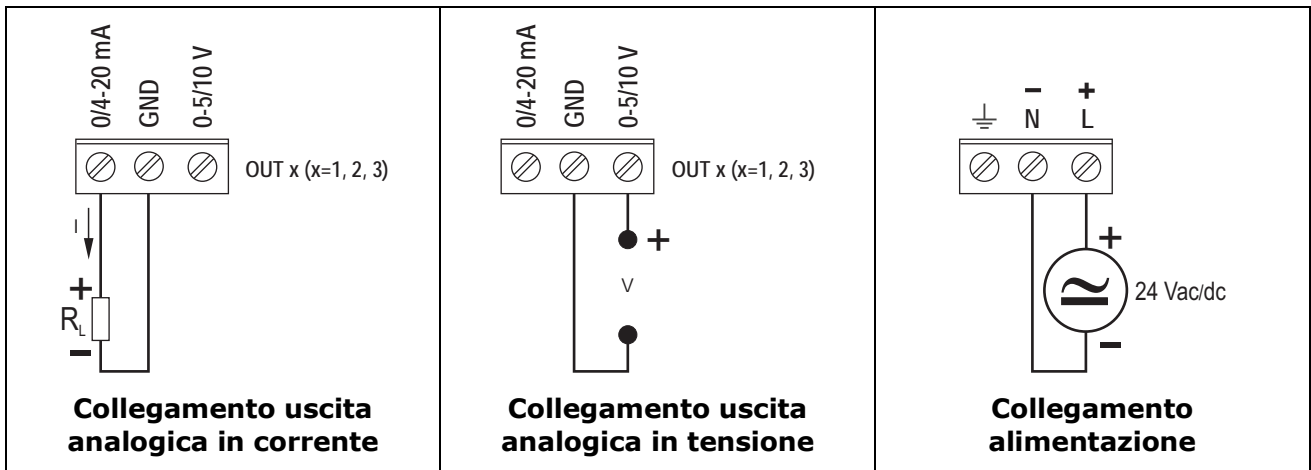 0/4-20 mA
GND
0-5/10 V
OUT x (x=1, 2, 3)
I
+
RL
−
Collegamento uscita
analogica in corrente
0/4-20 mA
GND
0-5/10 V
OUT x (x=1, 2, 3)
+
V
Collegamento uscita
analogica in tensione
− +
N L
+
24 Vac/dc
−
Collegamento
alimentazione